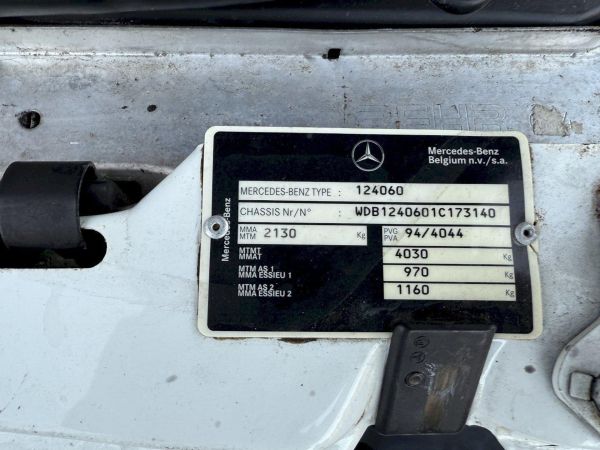 Mercedes-Benz
Belgium n.v./s.a.
Mercedes-Benz
MERCEDES-BENZ TYPE : 124060
CHASSIS Nr/N° : WDB1240601C173140
MMA
MTM 2130 Kg PVG
PVA 94/4044
MTMT
MMAT 4030 Kg
MTM AS 1
MMA ESSIEU 1 970 Kg
MTM AS 2
MMA ESSIEU 2 1160 Kg